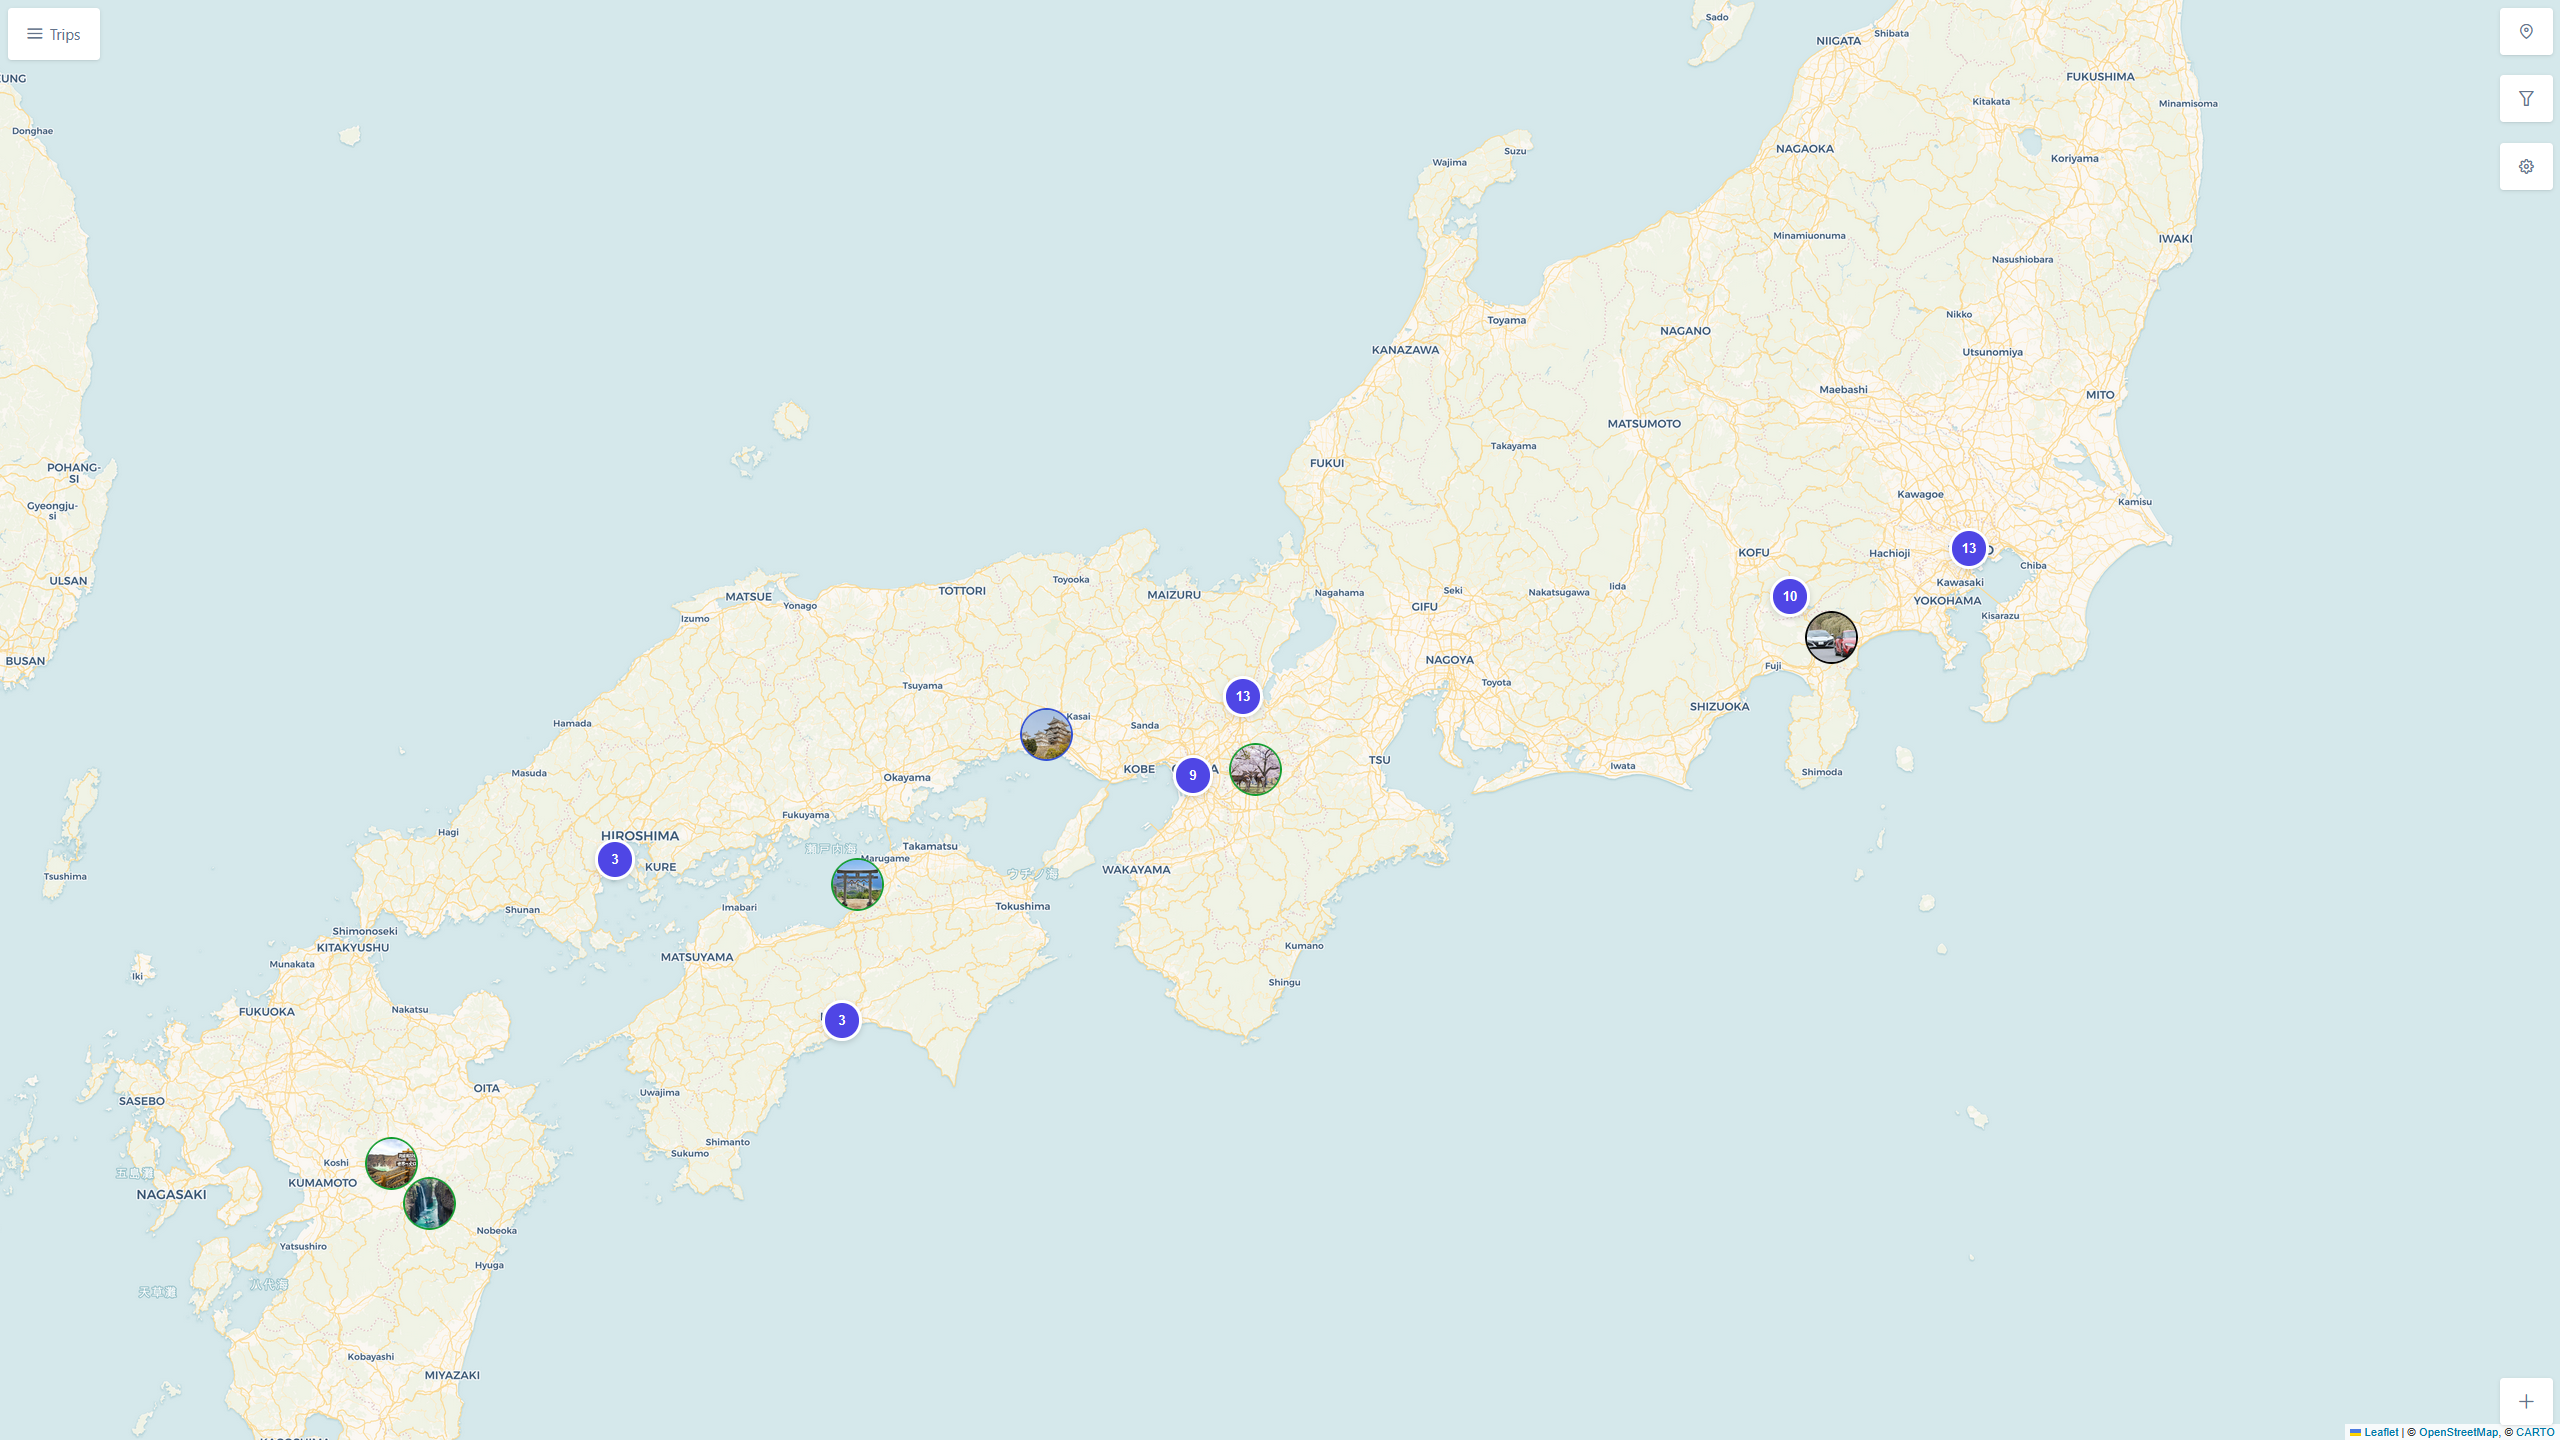 Trips
Sado
NIIGATA
Shibata
FUKUSHIMA
Kitakata
Minamisoma
UNG
Donghae
NAGAOKA
Koriyama
Suzu
Wajima
Minamiuonuma
IWAKI
Nasushiobara
Nikko
Toyama
NAGANO
KANAZAWA
Utsunomiya
Maebashi
MITO
MATSUMOTO
Takayama
FUKUI
POHANG-
SI
Gyeongju-
si
Kawagoe
Kamisu
13
KOFU
Hachioji
Chiba
ULSAN
Toyooka
Kawasaki
TOTTORI
MAIZURU
Nagahama
Seki
Nakatsugawa
Iida
10
YOKOHAMA
MATSUE
Yonago
GIFU
Kisarazu
Izumo
BUSAN
NAGOYA
Fuji
Tsuyama
Toyota
13
SHIZUOKA
Kasai
Sanda
Hamada
TSU
Iwata
KOBE
9
Masuda
Okayama
Shimoda
Fukuyama
Hagi
HIROSHIMA
瀬戸内海
Takamatsu
Marugame
3
KURE
WAKAYAMA
ウチノ海
Tsushima
Imabari
Tokushima
Shunan
Shimonoseki
KITAKYUSHU
Kumano
MATSUYAMA
Munakata
Iki
Shingu
FUKUOKA
Nakatsu
3
OITA
Uwajima
SASEBO
Shimanto
Sukumo
Koshi
五島灘
KUMAMOTO
NAGASAKI
Nobeoka
Yatsushiro
Hyuga
八代海
天草灘
Kobayashi
MIYAZAKI
Leaflet | © OpenStreetMap, © CARTO